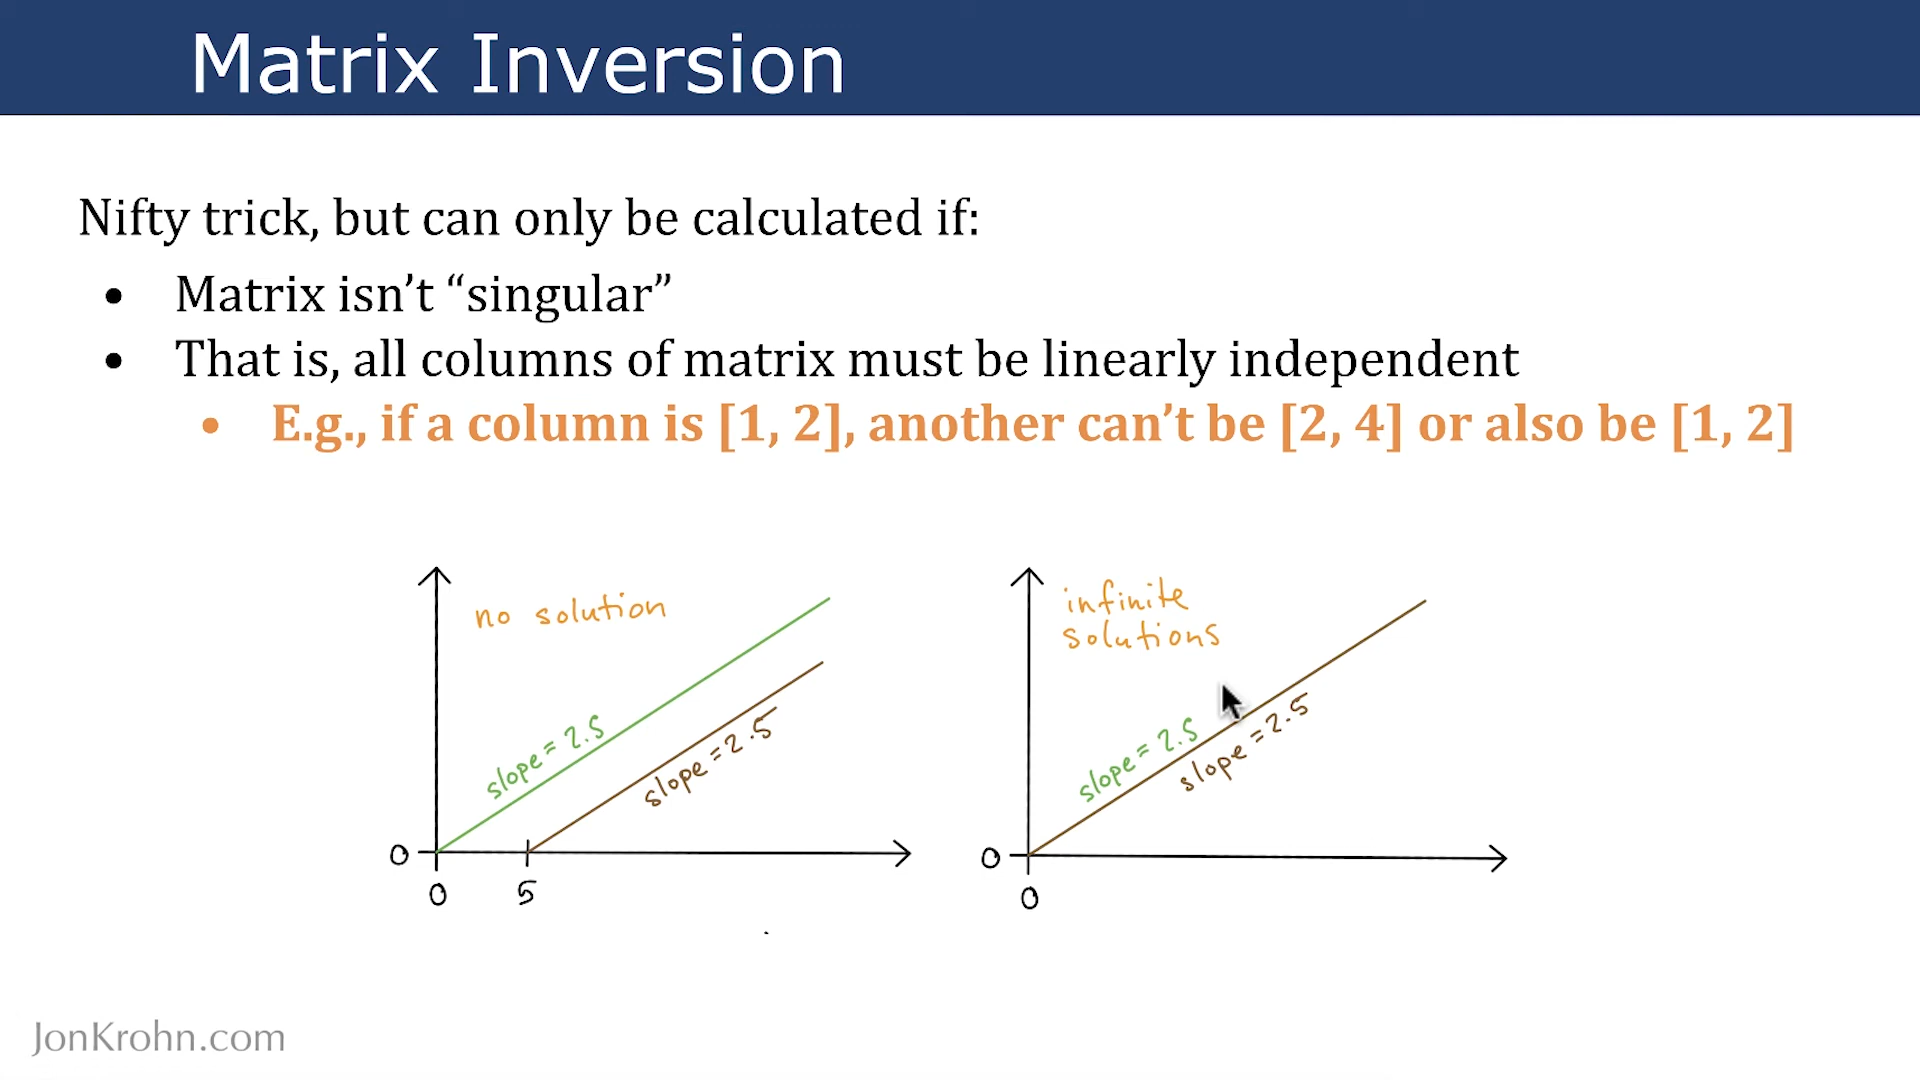 Matrix Inversion
Nifty trick, but can only be calculated if:
• Matrix isn’t “singular”
• That is, all columns of matrix must be linearly independent
• E.g., if a column is [1, 2], another can’t be [2, 4] or also be [1, 2]
no solution
slope = 2.5
slope = 2.5
0
0 5
infinite
solutions
slope = 2.5
slope = 2.5
0
0
JonKrohn.com